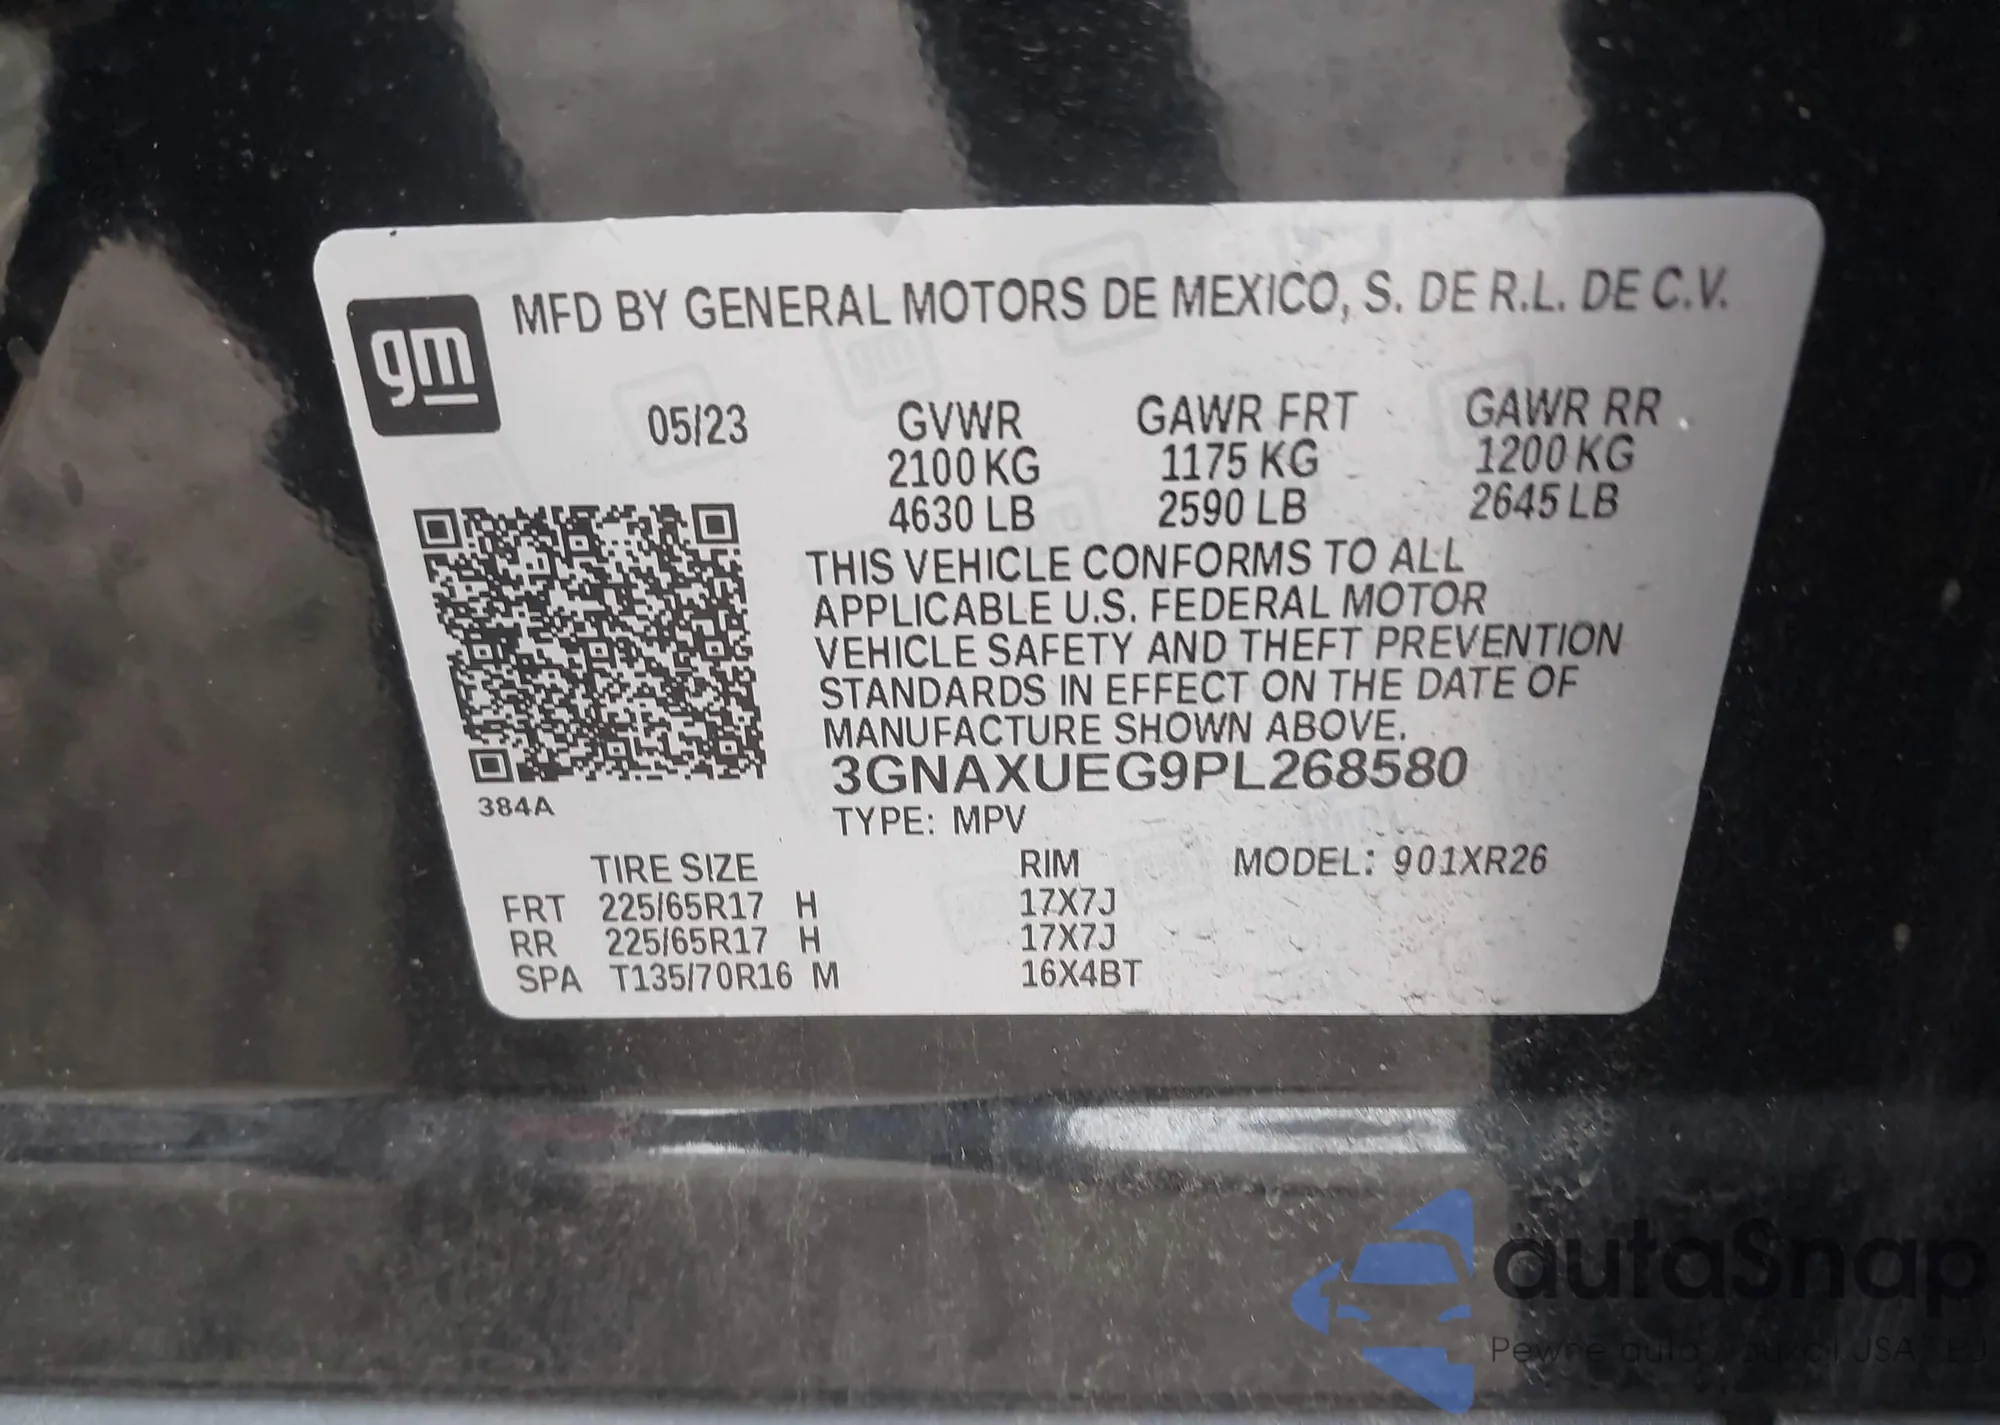 gm
MFD BY GENERAL MOTORS DE MEXICO, S. DE R.L. DE C.V.
05/23 GVWR GAWR FRT GAWR RR
2100 KG 1175 KG 1200 KG
4630 LB 2590 LB 2645 LB
THIS VEHICLE CONFORMS TO ALL
APPLICABLE U.S. FEDERAL MOTOR
VEHICLE SAFETY AND THEFT PREVENTION
STANDARDS IN EFFECT ON THE DATE OF
MANUFACTURE SHOWN ABOVE.
3GNAXUEG9PL268580
384A
TYPE: MPV
TIRE SIZE RIM MODEL: 901XR26
FRT 225/65R17 H 17X7J
RR 225/65R17 H 17X7J
SPA T135/70R16 M 16X4BT
autaSnap
Pewne auta